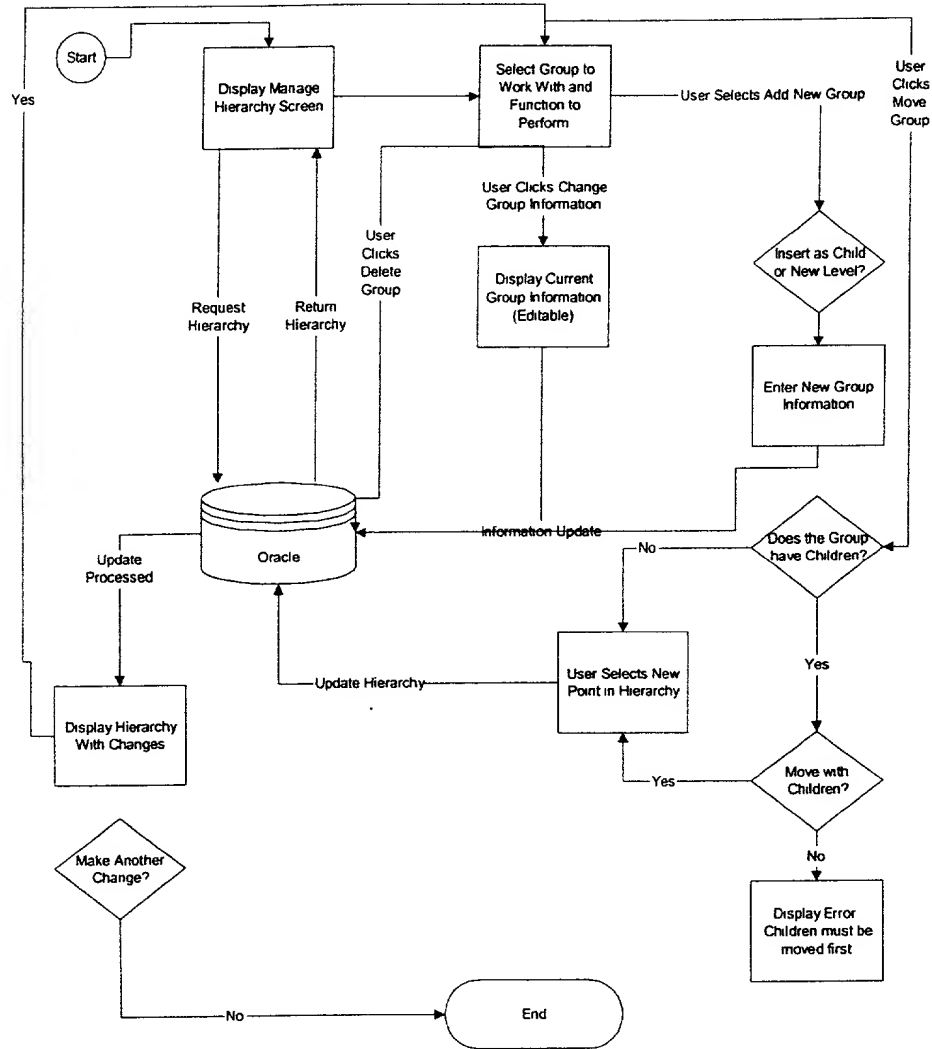 Start
Yes
Display Manage
Hierarchy Screen
Select Group to
Work With and
Function to
Perform
User Selects Add New Group
User
Clicks
Move
Group
User Clicks Change
Group Information
User
Clicks
Delete
Group
Insert as Child
or New Level?
Display Current
Group Information
(Editable)
Request
Hierarchy
Return
Hierarchy
Enter New Group
Information
Information Update
Oracle
Does the Group
have Children?
No
Update
Processed
Yes
User Selects New
Point in Hierarchy
Update Hierarchy
Display Hierarchy
With Changes
Move with
Children?
Yes
No
Make Another
Change?
Display Error
Children must be
moved first
No
End